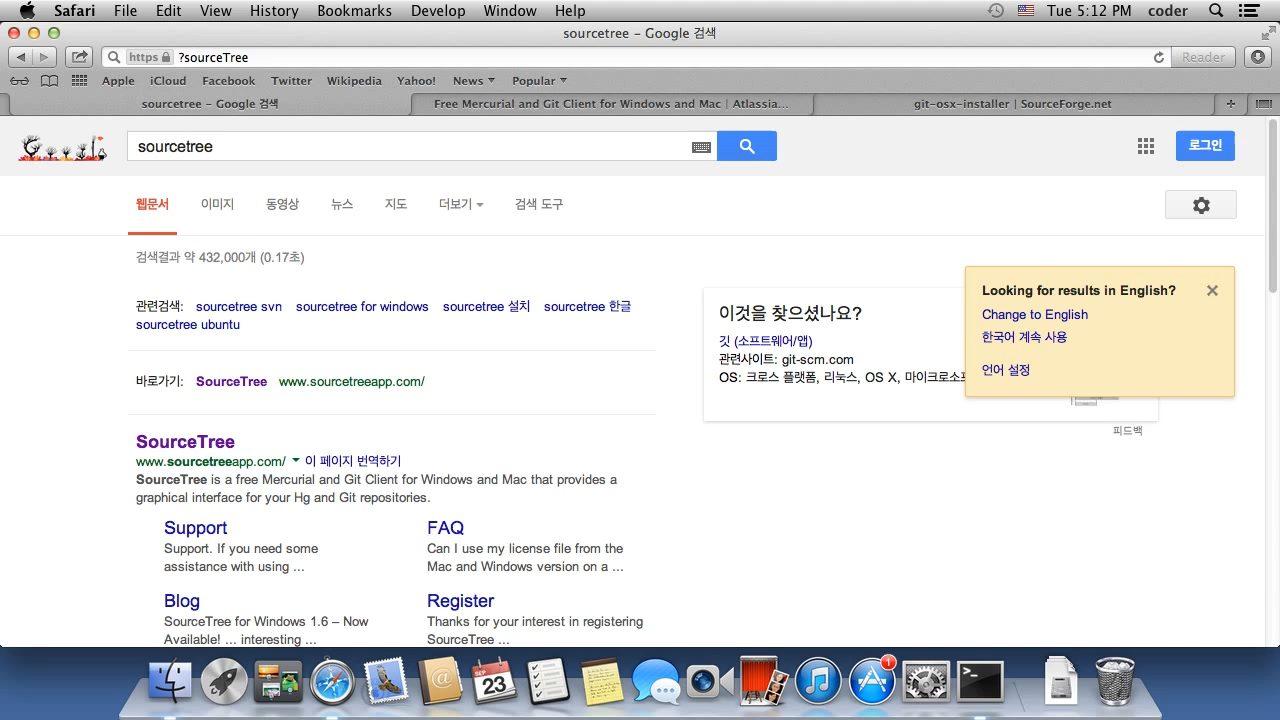 Safari File Edit View History Bookmarks Develop Window Help Tue 5:12 PM coder
sourcetree – Google 검색
https ?sourceTree Reader
Apple iCloud Facebook Twitter Wikipedia Yahoo! News Popular
sourcetree – Google 검색 Free Mercurial and Git Client for Windows and Mac | Atlassia... git-osx-installer | SourceForge.net
sourcetree 로그인
웹문서 이미지 동영상 뉴스 지도 더보기 검색 도구
검색결과 약 432,000개 (0.17초)
관련검색: sourcetree svn sourcetree for windows sourcetree 설치 sourcetree 한글
sourcetree ubuntu
바로가기: SourceTree www.sourcetreeapp.com/
SourceTree
www.sourcetreeapp.com/ 이 페이지 번역하기
SourceTree is a free Mercurial and Git Client for Windows and Mac that provides a
graphical interface for your Hg and Git repositories.
Support
Support. If you need some
assistance with using ...
FAQ
Can I use my license file from the
Mac and Windows version on a ...
Blog
SourceTree for Windows 1.6 – Now
Available! ... interesting ...
Register
Thanks for your interest in registering
SourceTree ...
이것을 찾으셨나요?
깃 (소프트웨어/앱)
관련사이트: git-scm.com
OS: 크로스 플랫폼, 리눅스, OS X, 마이크로소프
피드백
Looking for results in English?
Change to English
한국어 계속 사용
언어 설정
SEP
23
1